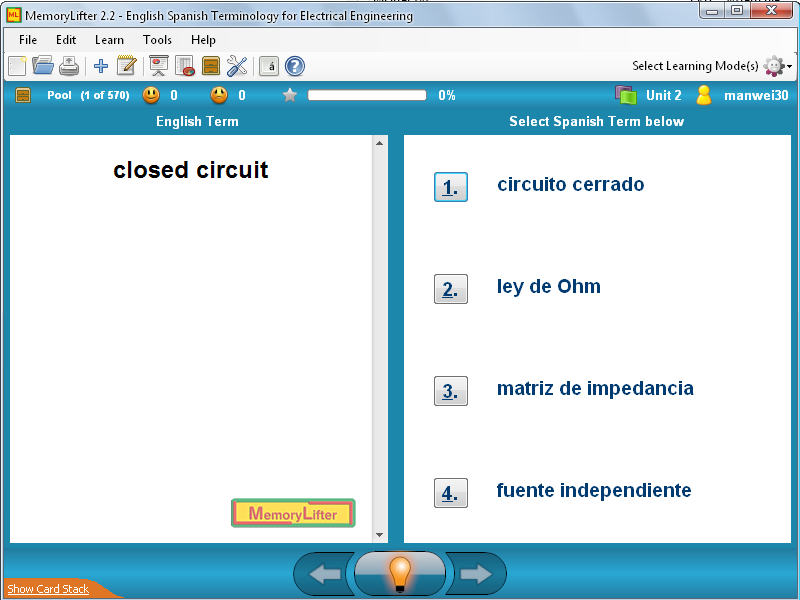 MemoryLifter 2.2 - English Spanish Terminology for Electrical Engineering
File Edit Learn Tools Help
á ? Select Learning Mode(s)
Pool (1 of 570) 0 0 0% Unit 2 manwei30
English Term
Select Spanish Term below
closed circuit
1. circuito cerrado
2. ley de Ohm
3. matriz de impedancia
4. fuente independiente
MemoryLifter
Show Card Stack